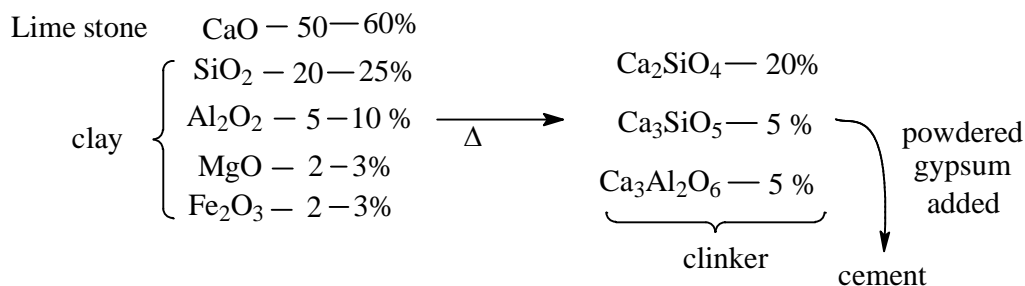 Lime stone CaO — 50 — 60%
SiO₂ — 20 — 25%
Al₂O₂ — 5 – 10 %
MgO — 2 – 3%
Fe₂O₃ — 2 – 3%
clay
Δ
Ca₂SiO₄ — 20%
Ca₃SiO₅ — 5 %
Ca₃Al₂O₆ — 5 %
clinker
powdered
gypsum
added
cement